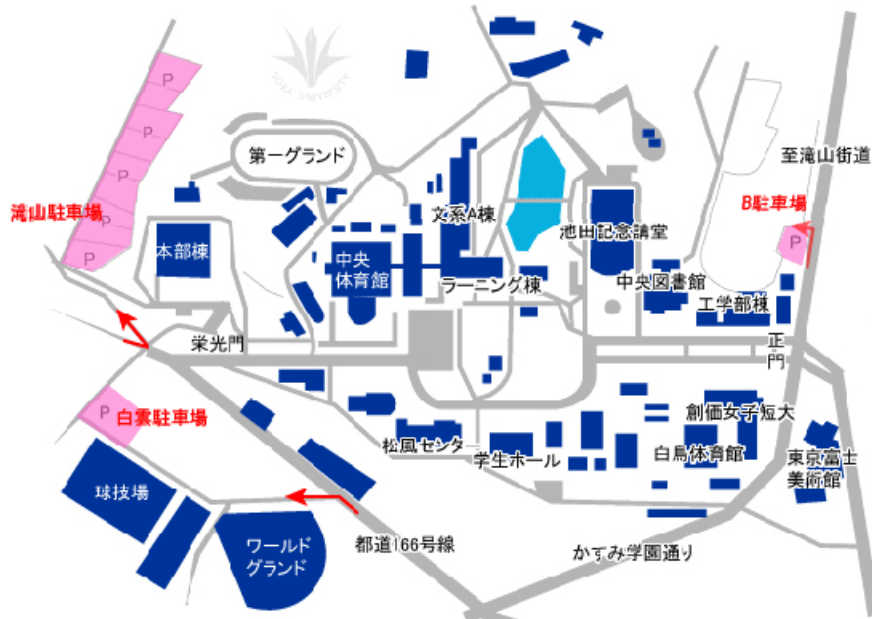 第一グランド
至滝山街道
P
P
P
P
P
滝山駐車場
本部棟
文系A棟
池田記念講堂
B駐車場
P
中央
体育館
ラーニング棟
中央図書館
工学部棟
栄光門
正
門
P
白雲駐車場
松風センター
学生ホール
創価女子短大
白鳥体育館
東京富士
美術館
球技場
ワールド
グランド
都道166号線
かすみ学園通り